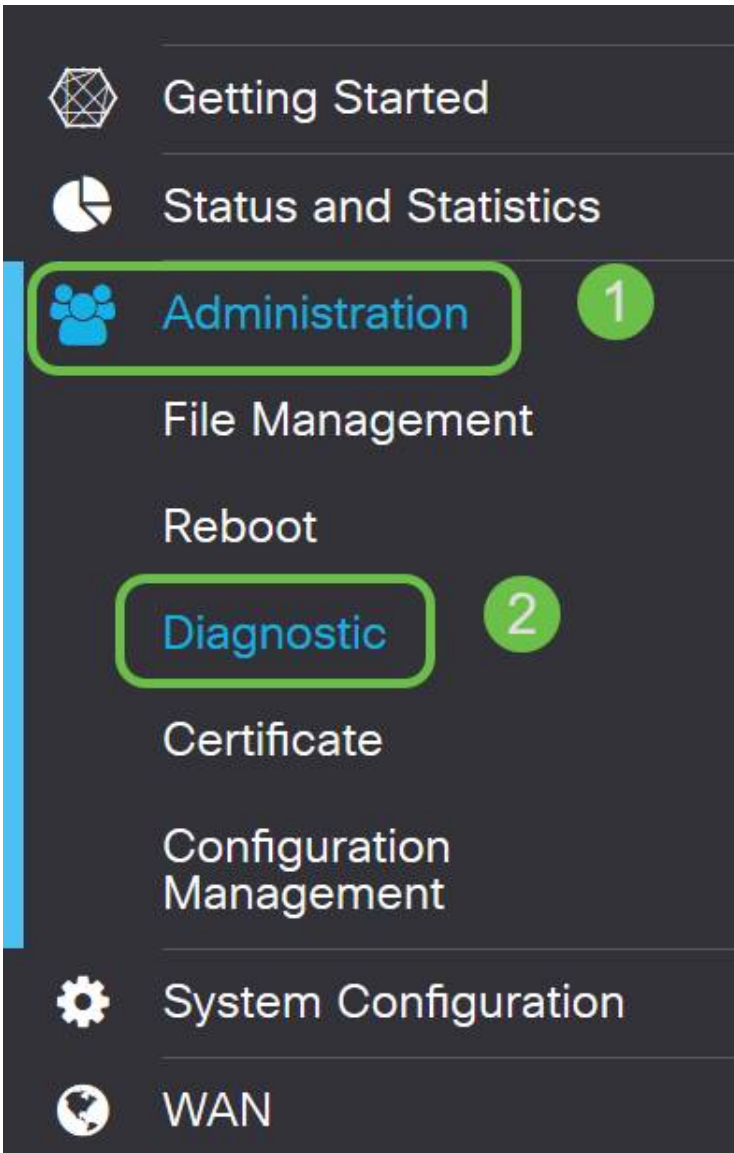 Getting Started
Status and Statistics
Administration 1
File Management
Reboot
Diagnostic 2
Certificate
Configuration
Management
System Configuration
WAN